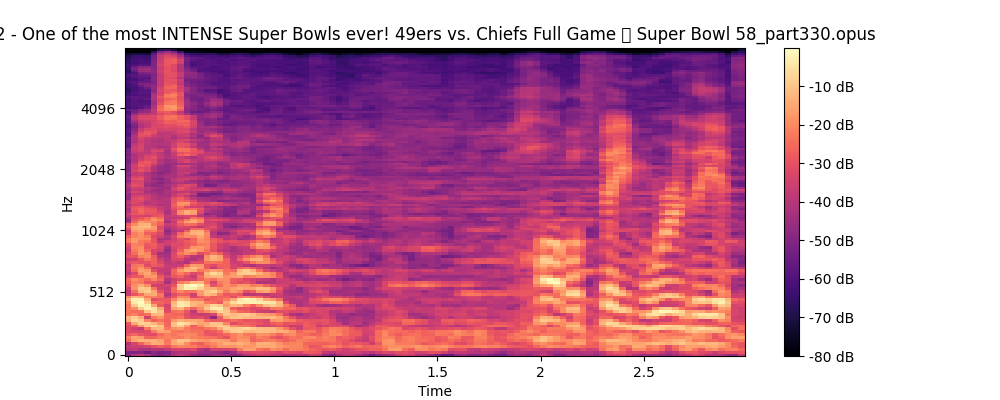 2 - One of the most INTENSE Super Bowls ever! 49ers vs. Chiefs Full Game Super Bowl 58_part330.opus
Hz
4096
2048
1024
512
0
0 0.5 1 1.5 2 2.5
Time
-10 dB
-20 dB
-30 dB
-40 dB
-50 dB
-60 dB
-70 dB
-80 dB